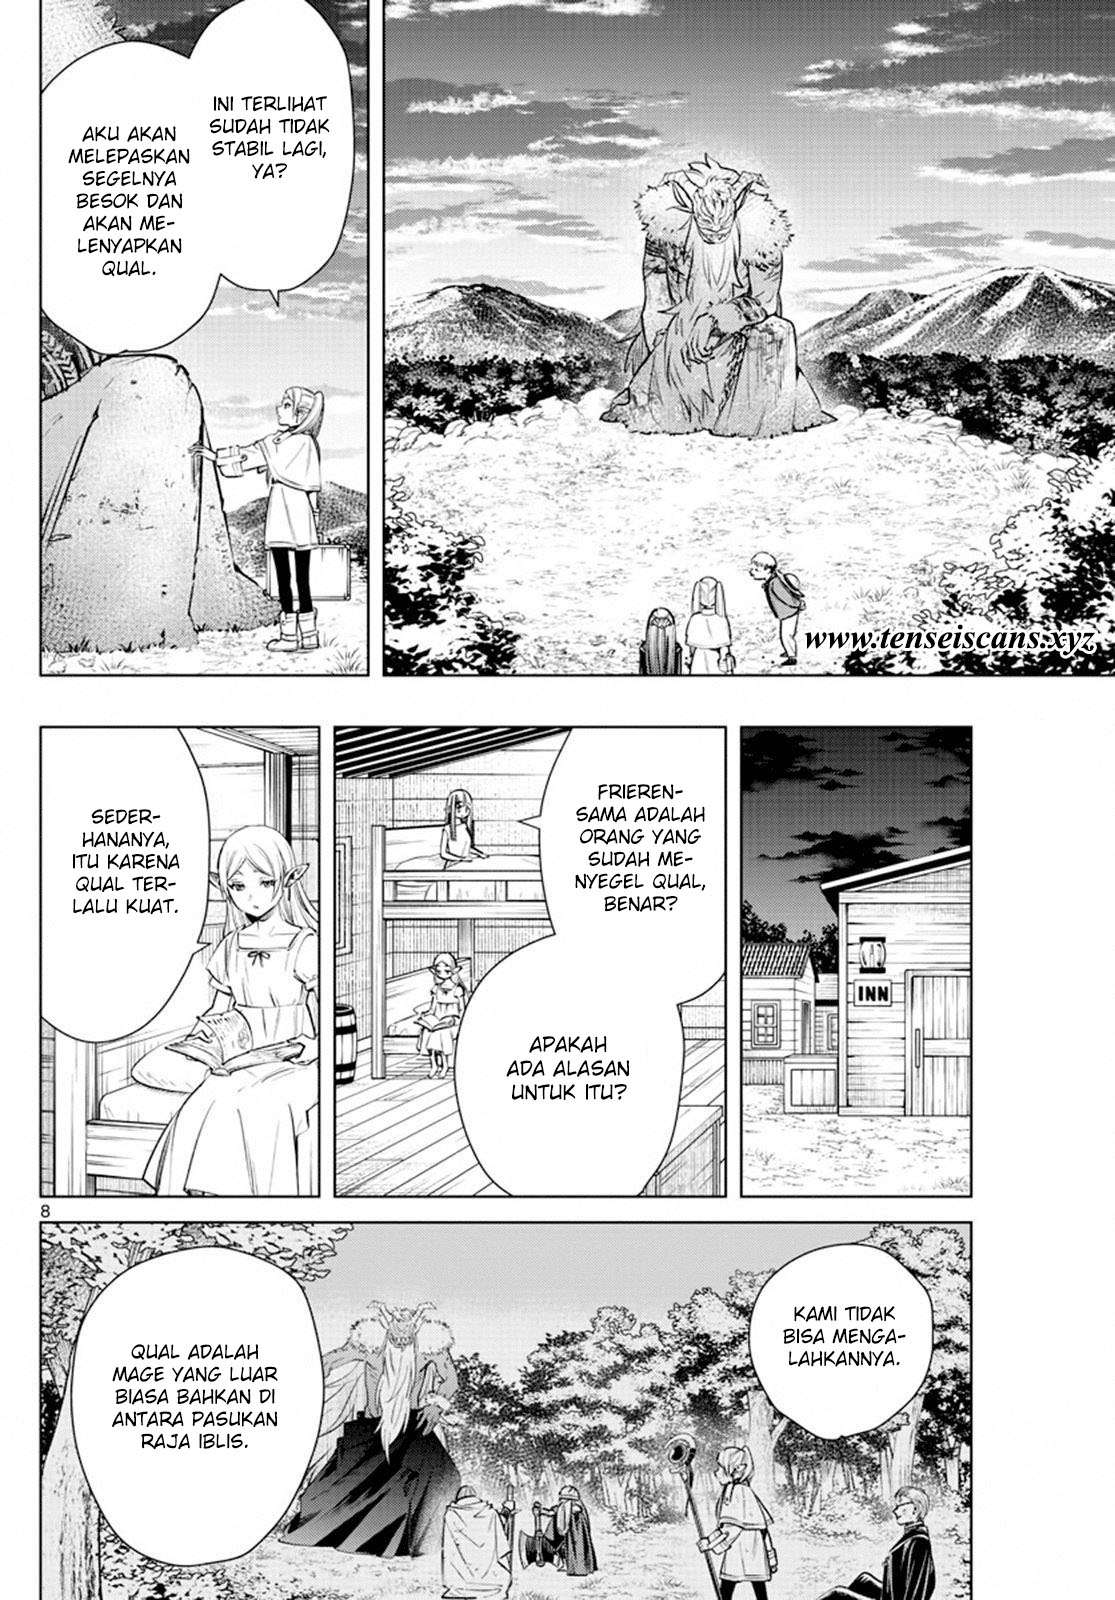 www.tenseiscans.xyz
INI TERLIHAT
SUDAH TIDAK
STABIL LAGI,
YA?
AKU AKAN
MELEPASKAN
SEGELNYA
BESOK DAN
AKAN ME-
LENYAPKAN
QUAL.
INN
FRIEREN-
SAMA ADALAH
ORANG YANG
SUDAH ME-
NYEGEL QUAL,
BENAR?
APAKAH
ADA ALASAN
UNTUK ITU?
SEDER-
HANANYA,
ITU KARENA
QUAL TER-
LALU KUAT.
8
KAMI TIDAK
BISA MENGA-
LAHKANNYA.
QUAL ADALAH
MAGE YANG LUAR
BIASA BAHKAN DI
ANTARA PASUKAN
RAJA IBLIS.